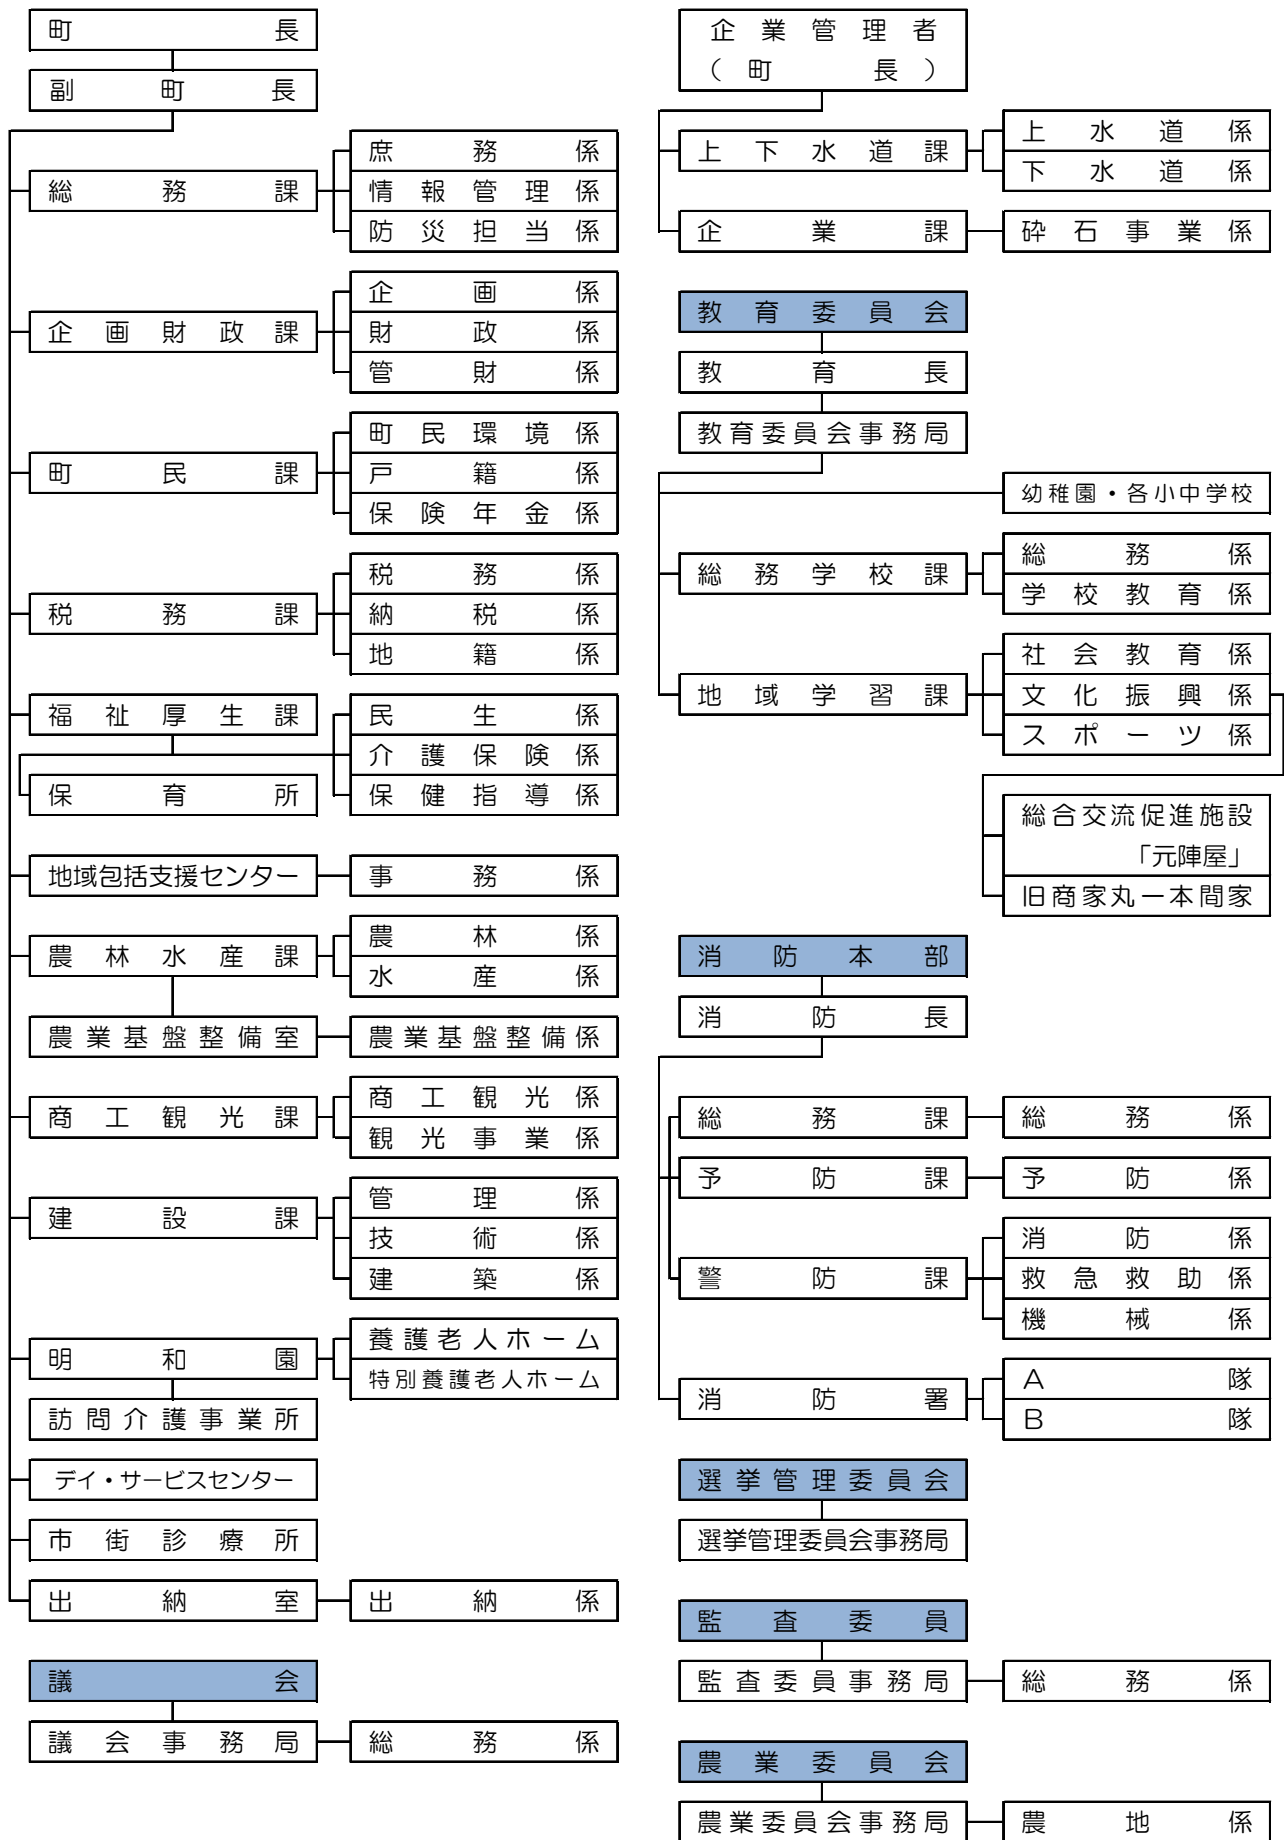 町長
副町長
総務課
庶務係
情報管理係
防災担当係
企画財政課
企画係
財政係
管財係
町民課
町民環境係
戸籍係
保険年金係
税務課
税務係
納税係
地籍係
福祉厚生課
民生係
介護保険係
保健指導係
保育所
地域包括支援センター
事務係
農林水産課
農林係
水産係
農業基盤整備室
農業基盤整備係
商工観光課
商工観光係
観光事業係
建設課
管理係
技術係
建築係
明和園
養護老人ホーム
特別養護老人ホーム
訪問介護事業所
デイ・サービスセンター
市街診療所
出納室
出納係
議会
議会事務局
総務係
企業管理者
(町長)
上下水道課
上水道係
下水道係
企業課
砕石事業係
教育委員会
教育長
教育委員会事務局
幼稚園・各小中学校
総務学校課
総務係
学校教育係
地域学習課
社会教育係
文化振興係
スポーツ係
総合交流促進施設
「元陣屋」
旧商家丸一本間家
消防本部
消防長
総務課
総務係
予防課
予防係
警防課
消防係
救急救助係
機械係
消防署
A隊
B隊
選挙管理委員会
選挙管理委員会事務局
監査委員
監査委員事務局
総務係
農業委員会
農業委員会事務局
農地係